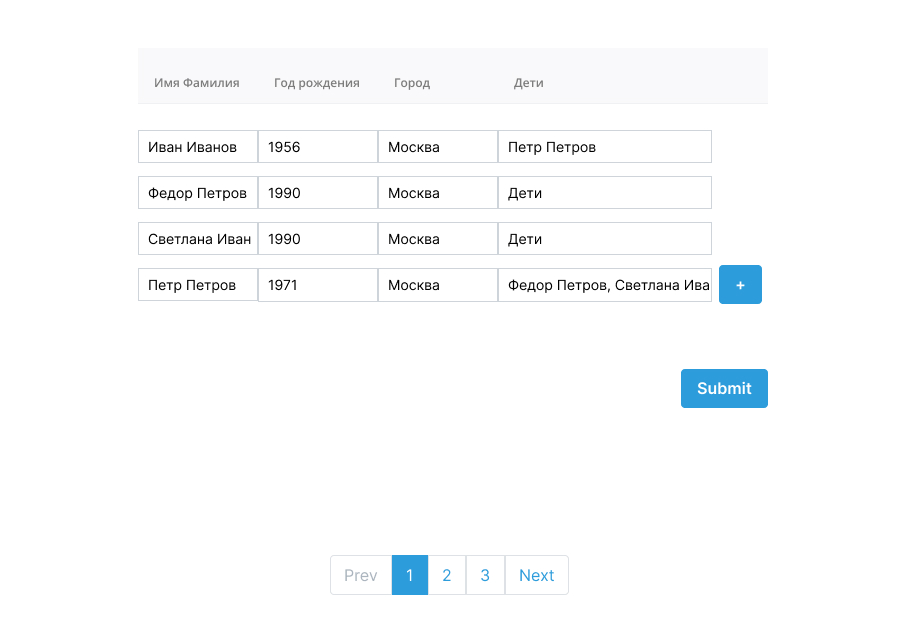 Имя Фамилия Год рождения Город Дети
Иван Иванов 1956 Москва Петр Петров
Федор Петров 1990 Москва Дети
Светлана Иван 1990 Москва Дети
Петр Петров 1971 Москва Федор Петров, Светлана Ива +
Submit
Prev 1 2 3 Next